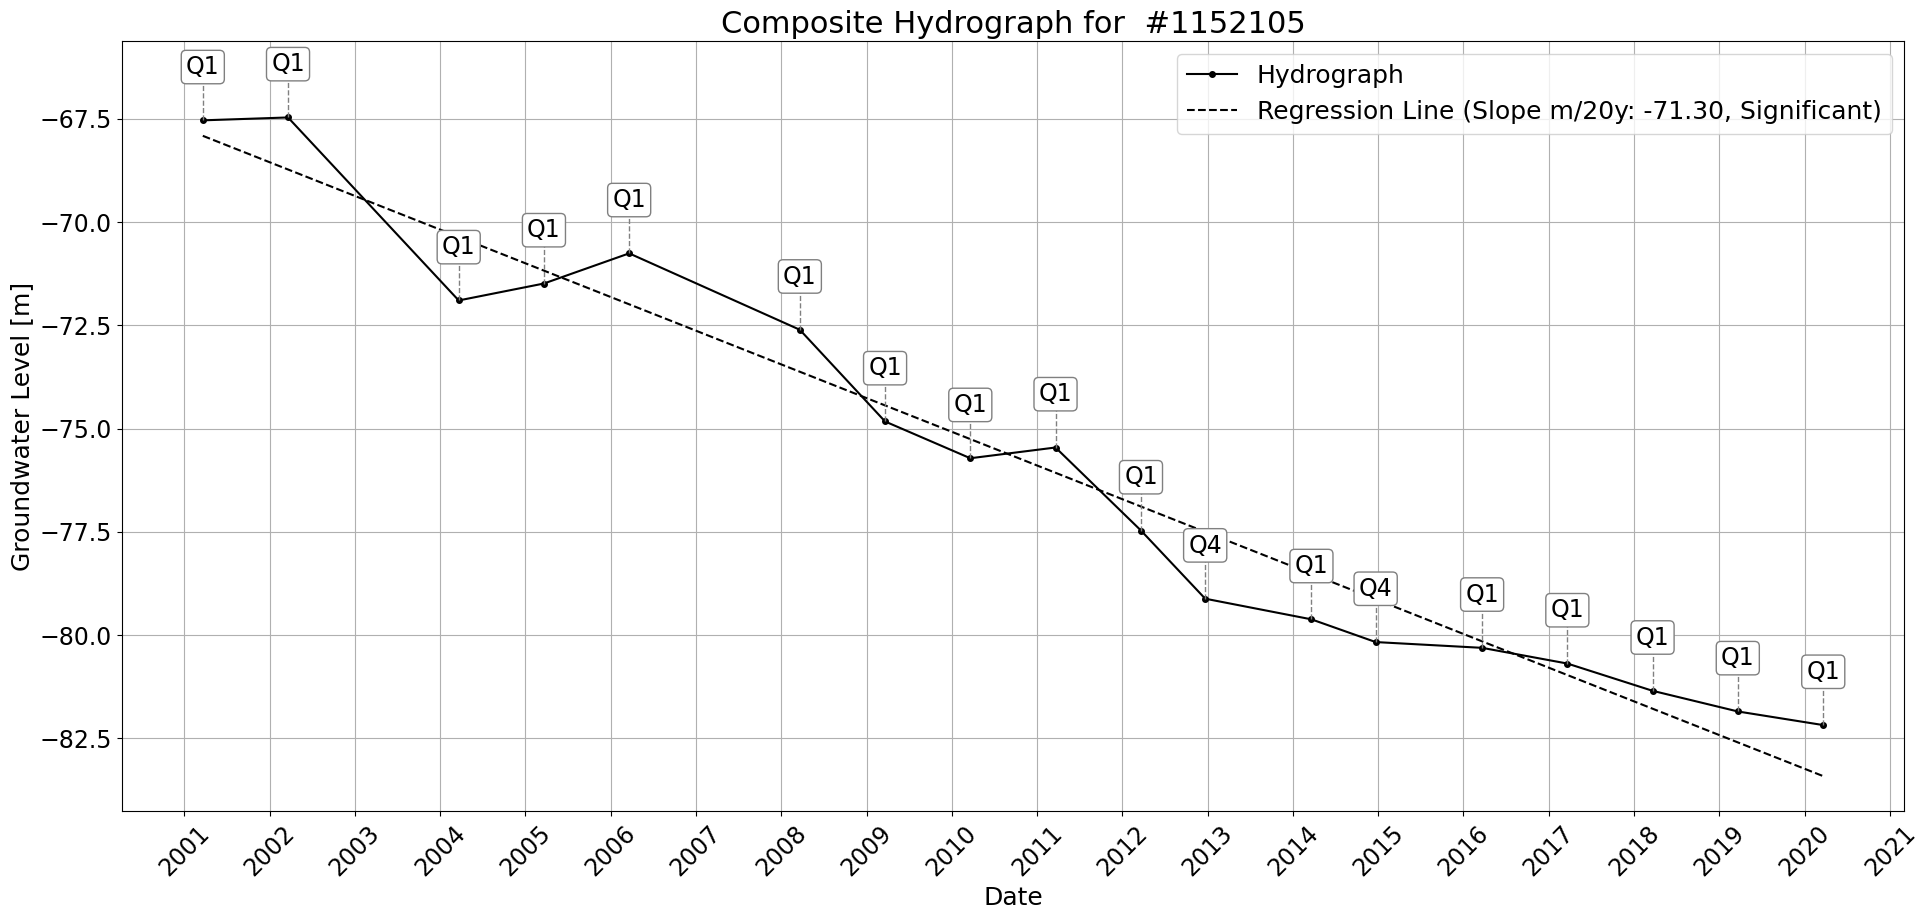 Composite Hydrograph for  #1152105
Hydrograph
Regression Line (Slope m/20y: -71.30, Significant)
Groundwater Level [m]
−67.5
−70.0
−72.5
−75.0
−77.5
−80.0
−82.5
Q1
Q1
Q1
Q1
Q1
Q1
Q1
Q1
Q1
Q1
Q4
Q1
Q4
Q1
Q1
Q1
Q1
Q1
2001
2002
2003
2004
2005
2006
2007
2008
2009
2010
2011
2012
2013
2014
2015
2016
2017
2018
2019
2020
2021
Date